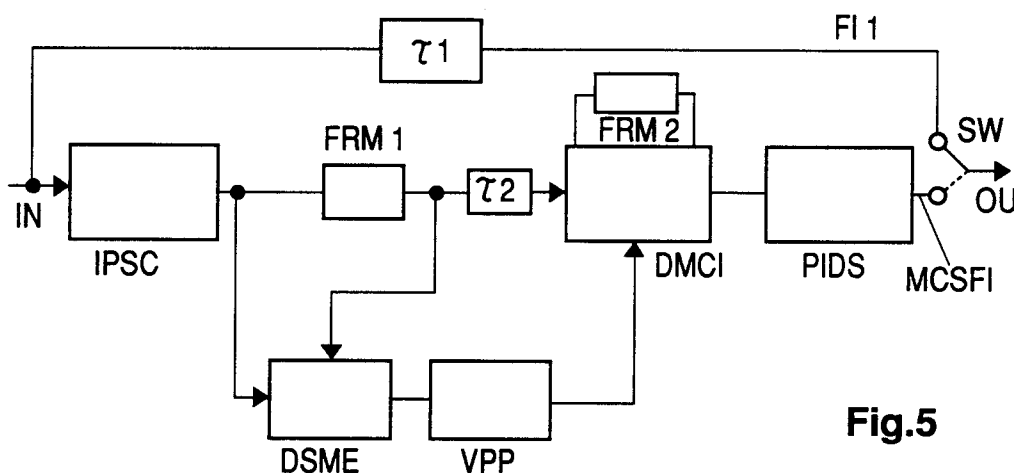 τ1
FI 1
FRM 1
FRM 2
SW
τ2
IN
OU
IPSC
DMCI
PIDS
MCSFI
DSME
VPP
Fig.5